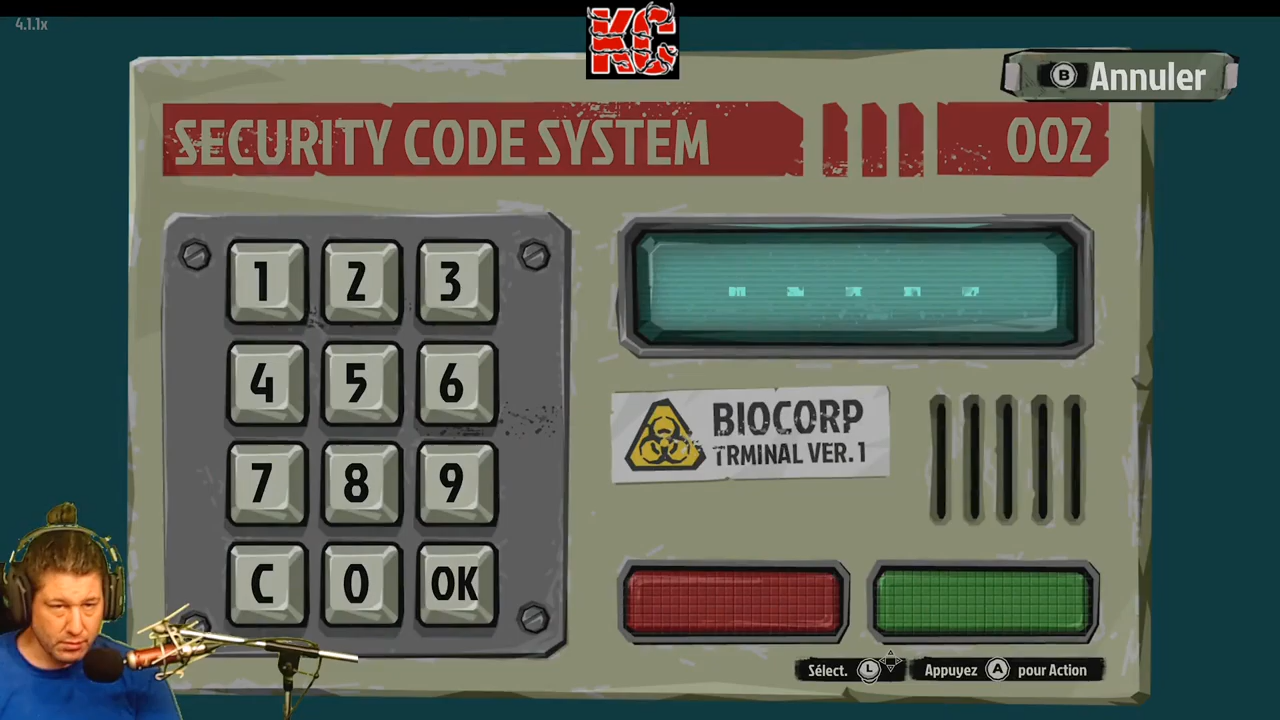 4.1.1x
KC
B Annuler
SECURITY CODE SYSTEM
002
1 2 3
4 5 6
7 8 9
C 0 OK
- - - - -
BIOCORP
TRMINAL VER. 1
Sélect. L Appuyez A pour Action